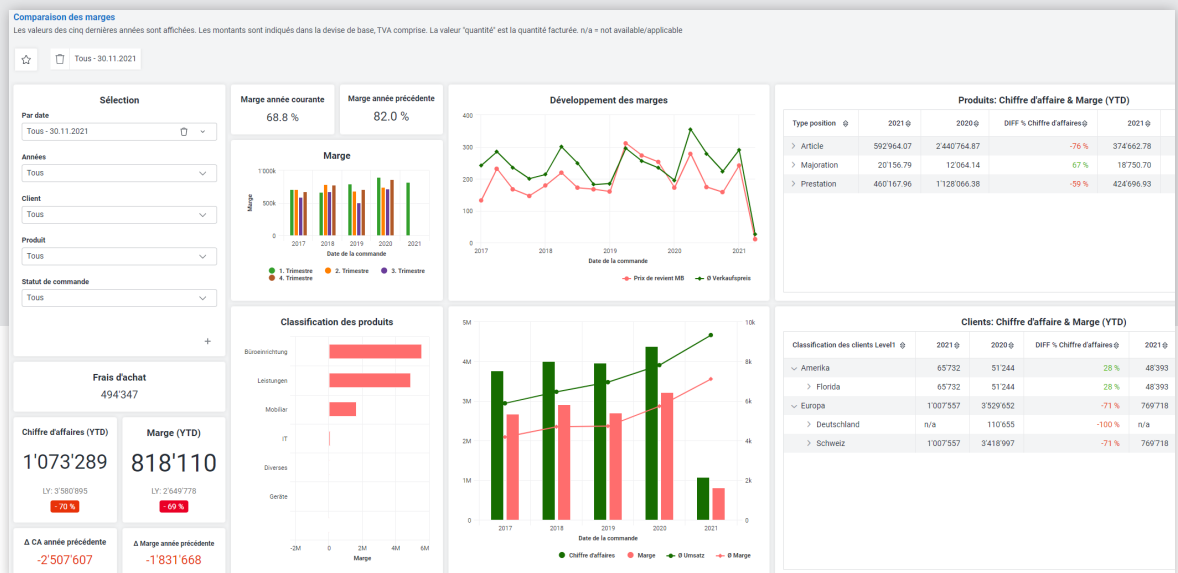 Comparaison des marges
Les valeurs des cinq dernières années sont affichées. Les montants sont indiqués dans la devise de base, TVA comprise. La valeur "quantité" est la quantité facturée. n/a = not available/applicable
Tous - 30.11.2021
Sélection
Par date
Tous - 30.11.2021
Années
Tous
Client
Tous
Produit
Tous
Statut de commande
Tous
+
Frais d'achat
494'347
Chiffre d'affaires (YTD)
1'073'289
LY: 3'580'895
- 70 %
Marge (YTD)
818'110
LY: 2'649'778
- 69 %
Δ CA année précédente
-2'507'607
Δ Marge année précédente
-1'831'668
Marge année courante
68.8 %
Marge année précédente
82.0 %
Marge
1'000k
500k
0
Marge
2017 2018 2019 2020 2021
Date de la commande
1. Trimestre 2. Trimestre 3. Trimestre
4. Trimestre
Classification des produits
Büroeinrichtung
Leistungen
Mobiliar
IT
Diverses
Geräte
-2M 0 2M 4M 6M
Marge
Développement des marges
400
300
200
100
0
2017 2018 2019 2020 2021
Date de la commande
Prix de revient MB Ø Verkaufspreis
5M 10k
4M 8k
3M 6k
2M 4k
1M 2k
0 0
2017 2018 2019 2020 2021
Date de la commande
Chiffre d'affaires Marge Ø Umsatz Ø Marge
Produits: Chiffre d'affaire & Marge (YTD)
Type position 2021 2020 DIFF % Chiffre d'affaires 2021
Article 592'964.07 2'440'764.87 -76 % 374'662.78
Majoration 20'156.79 12'064.14 67 % 18'750.70
Prestation 460'167.96 1'128'066.38 -59 % 424'696.93
Clients: Chiffre d'affaire & Marge (YTD)
Classification des clients Level1 2021 2020 DIFF % Chiffre d'affaires 2021
Amerika 65'732 51'244 28 % 48'393
Florida 65'732 51'244 28 % 48'393
Europa 1'007'557 3'529'652 -71 % 769'718
Deutschland n/a 110'655 -100 % n/a
Schweiz 1'007'557 3'418'997 -71 % 769'718